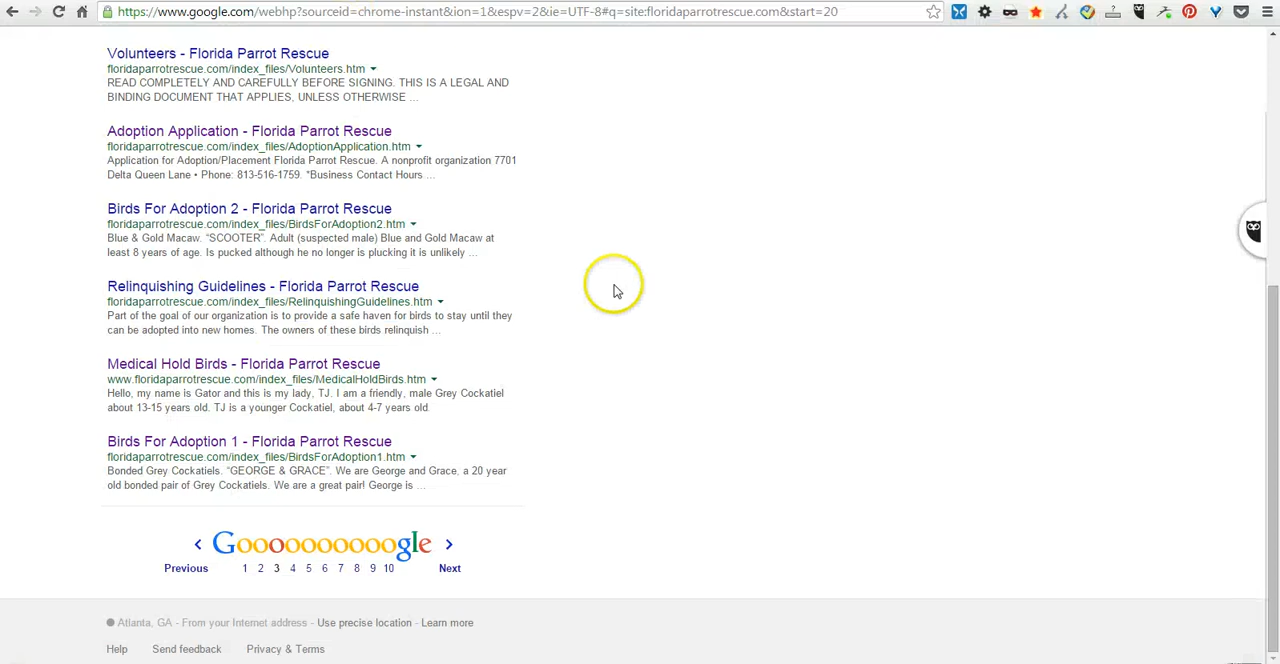 https://www.google.com/webhp?sourceid=chrome-instant&ion=1&espv=2&ie=UTF-8#q=site:floridaparrotrescue.com&start=20
Volunteers - Florida Parrot Rescue
floridaparrotrescue.com/index_files/Volunteers.htm
READ COMPLETELY AND CAREFULLY BEFORE SIGNING. THIS IS A LEGAL AND
BINDING DOCUMENT THAT APPLIES, UNLESS OTHERWISE ...
Adoption Application - Florida Parrot Rescue
floridaparrotrescue.com/index_files/AdoptionApplication.htm
Application for Adoption/Placement Florida Parrot Rescue. A nonprofit organization 7701
Delta Queen Lane • Phone: 813-516-1759. *Business Contact Hours ...
Birds For Adoption 2 - Florida Parrot Rescue
floridaparrotrescue.com/index_files/BirdsForAdoption2.htm
Blue & Gold Macaw. “SCOOTER”. Adult (suspected male) Blue and Gold Macaw at
least 8 years of age. Is pucked although he no longer is plucking it is unlikely ...
Relinquishing Guidelines - Florida Parrot Rescue
floridaparrotrescue.com/index_files/RelinquishingGuidelines.htm
Part of the goal of our organization is to provide a safe haven for birds to stay until they
can be adopted into new homes. The owners of these birds relinquish ...
Medical Hold Birds - Florida Parrot Rescue
www.floridaparrotrescue.com/index_files/MedicalHoldBirds.htm
Hello, my name is Gator and this is my lady, TJ. I am a friendly, male Grey Cockatiel
about 13-15 years old. TJ is a younger Cockatiel, about 4-7 years old.
Birds For Adoption 1 - Florida Parrot Rescue
floridaparrotrescue.com/index_files/BirdsForAdoption1.htm
Bonded Grey Cockatiels. “GEORGE & GRACE”. We are George and Grace, a 20 year
old bonded pair of Grey Cockatiels. We are a great pair! George is ...
< Goooooooooogle >
Previous 1 2 3 4 5 6 7 8 9 10 Next
Atlanta, GA - From your Internet address - Use precise location - Learn more
Help Send feedback Privacy & Terms